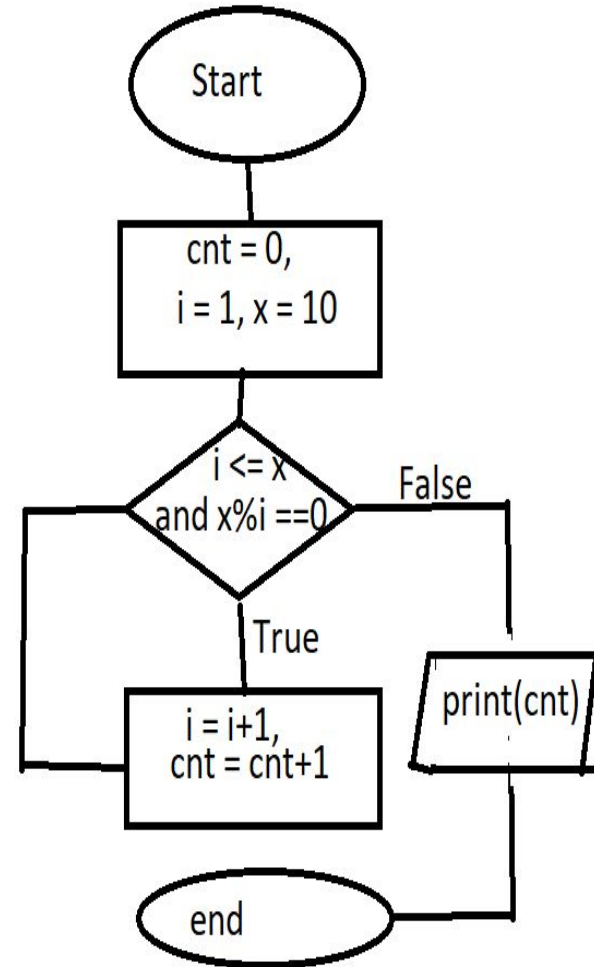 Start
cnt = 0,
i = 1, x = 10
i <= x
and x%i ==0
False
True
i = i+1,
cnt = cnt+1
print(cnt)
end